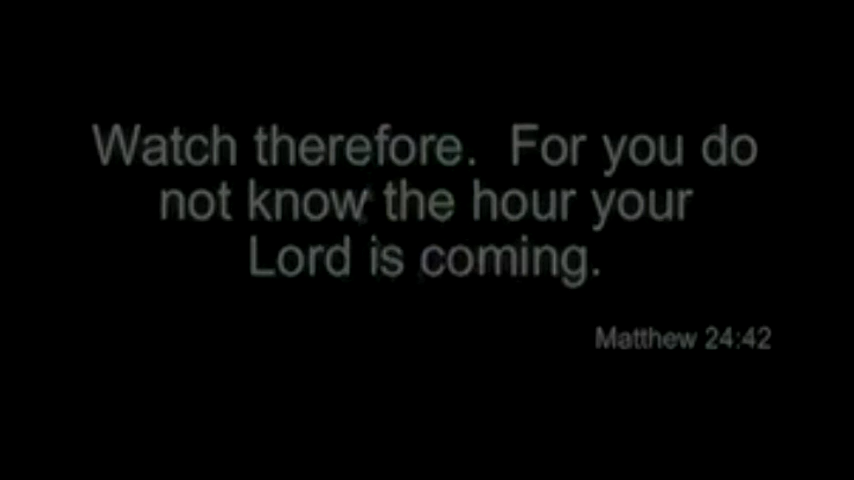 Watch therefore.  For you do
not know the hour your
Lord is coming.
Matthew 24:42